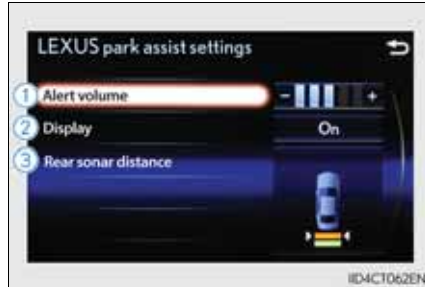 LEXUS park assist settings
1 Alert volume - +
2 Display On
3 Rear sonar distance
IID4CT062EN